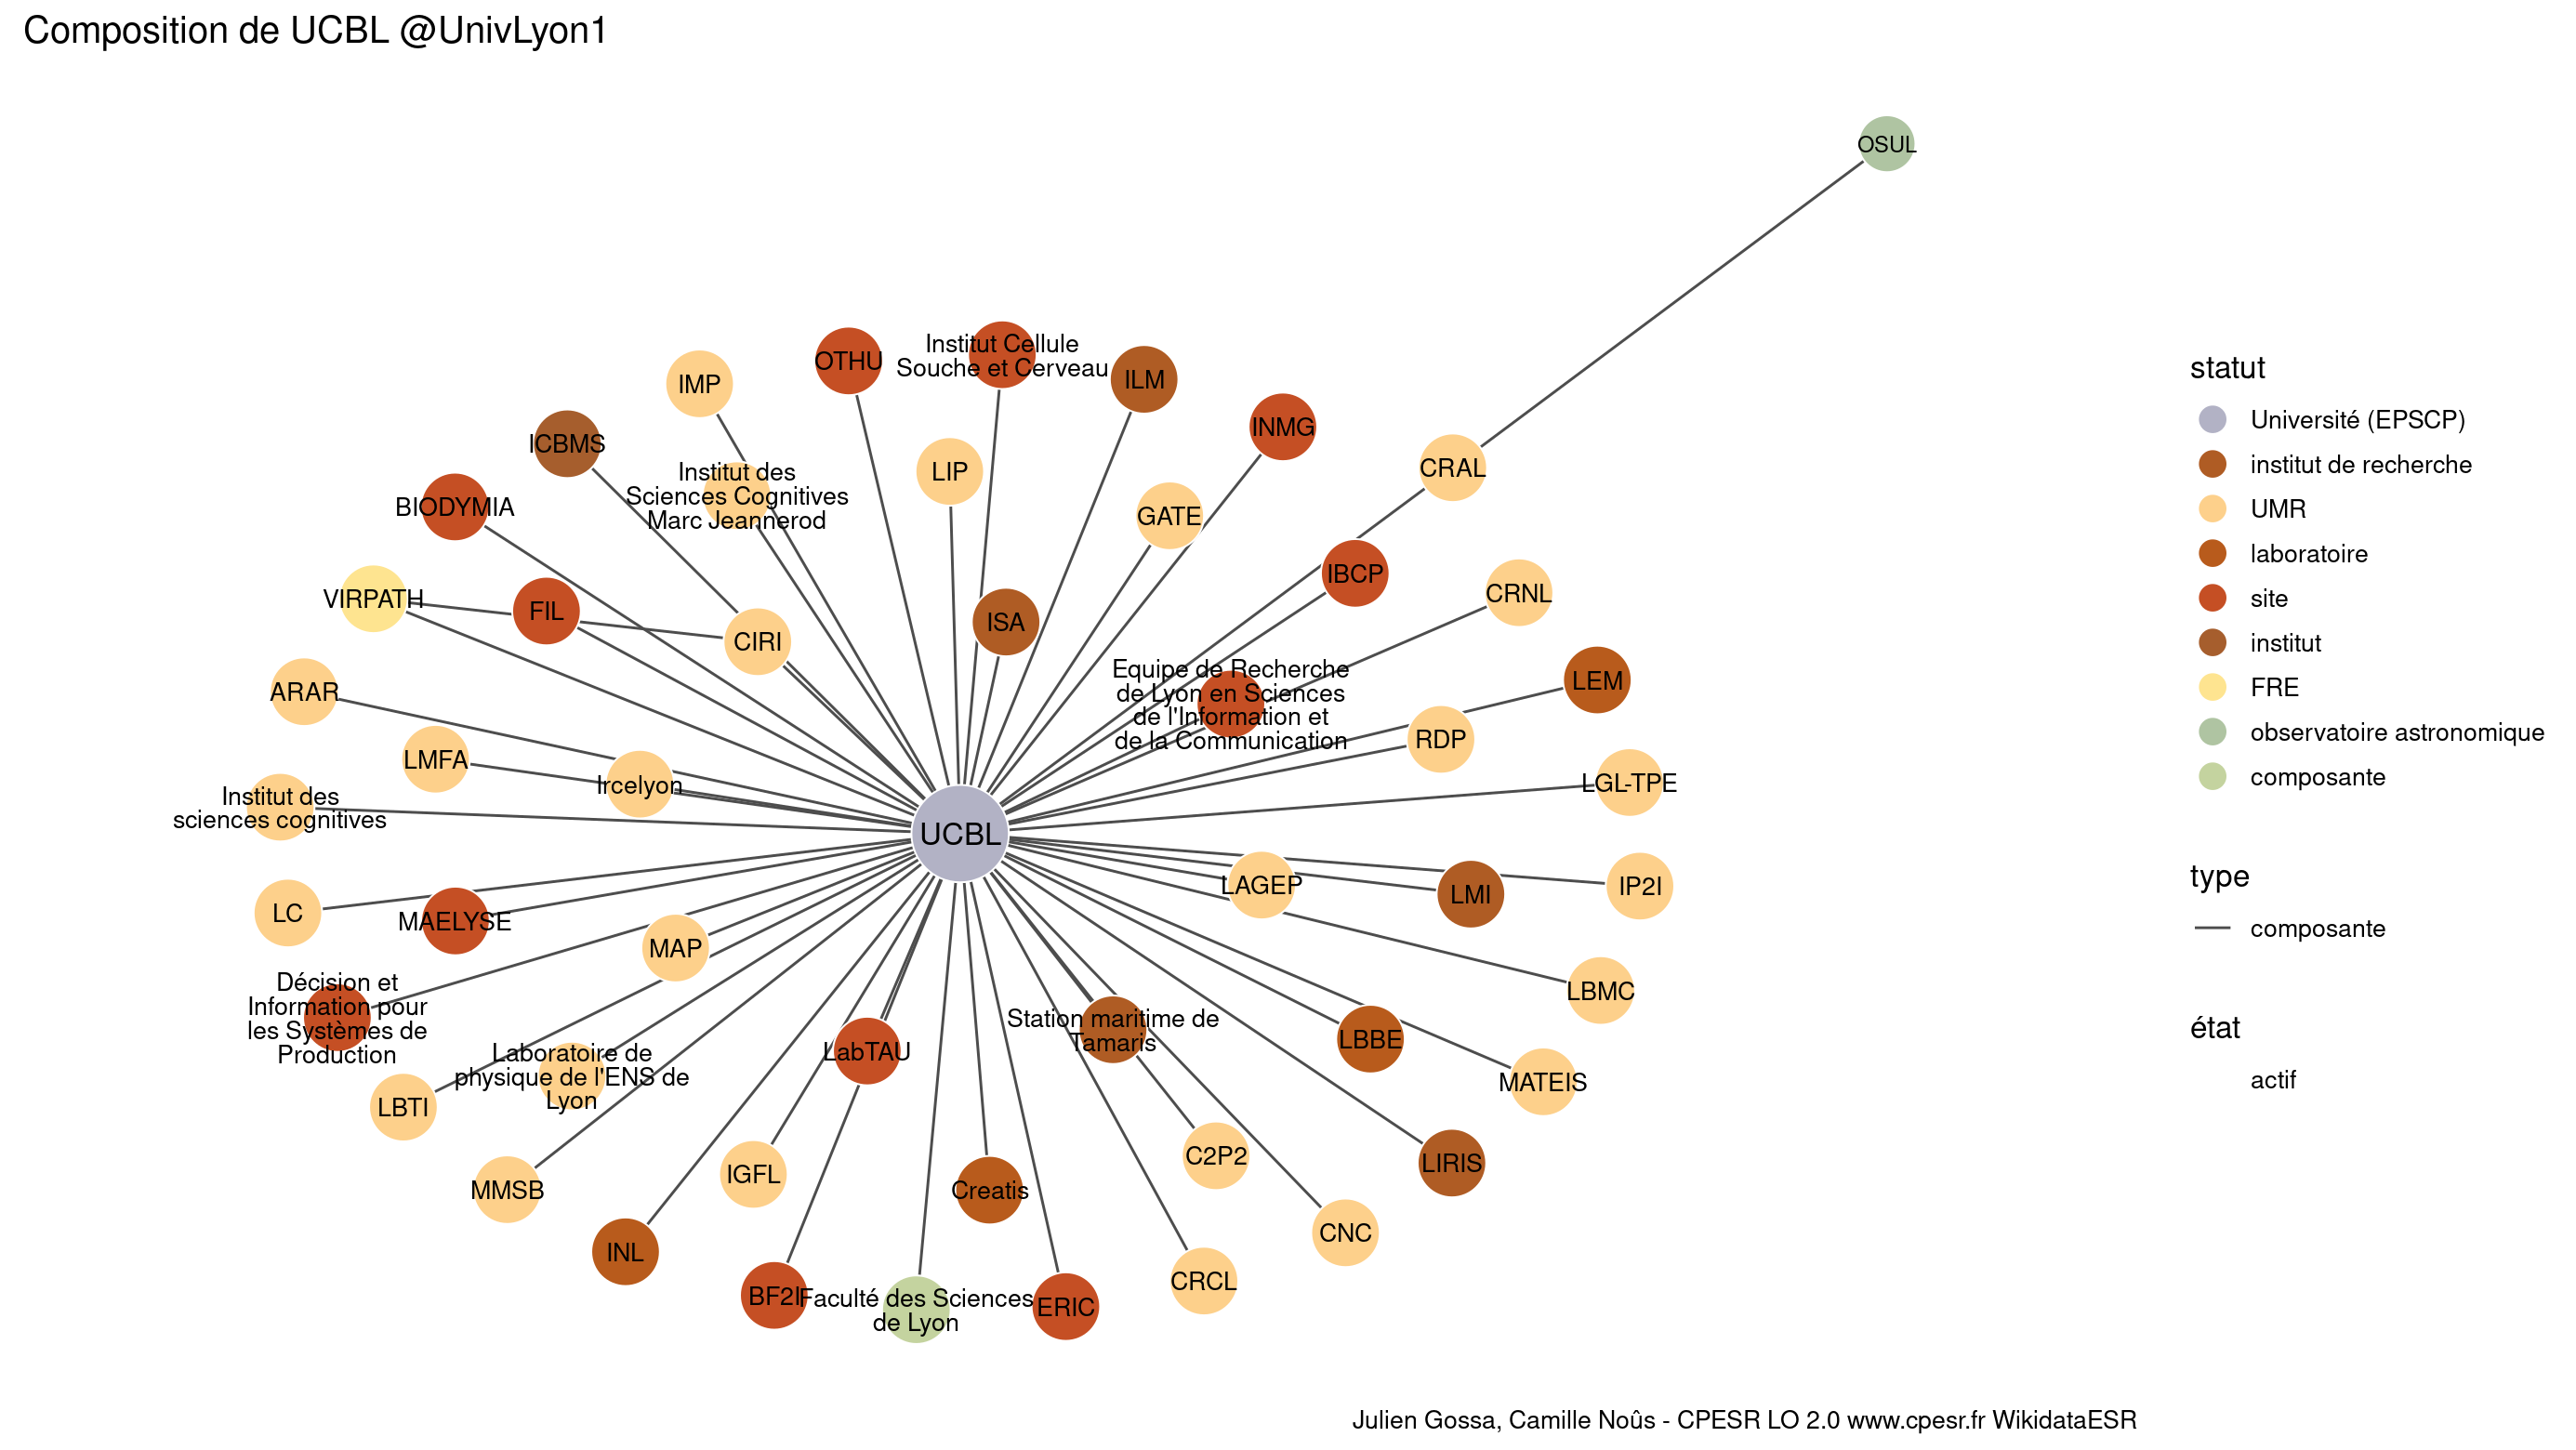 Composition de UCBL @UnivLyon1
OSUL
OTHU
Institut Cellule
Souche et Cerveau
ILM
IMP
INMG
ICBMS
LIP
CRAL
Institut des
Sciences Cognitives
Marc Jeannerod
BIODYMIA
GATE
IBCP
CRNL
VIRPATH
FIL
CIRI
ISA
Equipe de Recherche
de Lyon en Sciences
de l'Information et
de la Communication
LEM
ARAR
LMFA
RDP
Ircelyon
LGL-TPE
Institut des
sciences cognitives
UCBL
LAGEP
LMI
IP2I
LC
MAELYSE
MAP
LBMC
Décision et
Information pour
les Systèmes de
Production
Station maritime de
Tamaris
LBBE
LabTAU
Laboratoire de
physique de l'ENS de
Lyon
MATEIS
LBTI
C2P2
LIRIS
IGFL
MMSB
Creatis
CNC
INL
CRCL
BF2I
Faculté des Sciences
de Lyon
ERIC
statut
Université (EPSCP)
institut de recherche
UMR
laboratoire
site
institut
FRE
observatoire astronomique
composante
type
composante
état
actif
Julien Gossa, Camille Noûs - CPESR LO 2.0 www.cpesr.fr WikidataESR